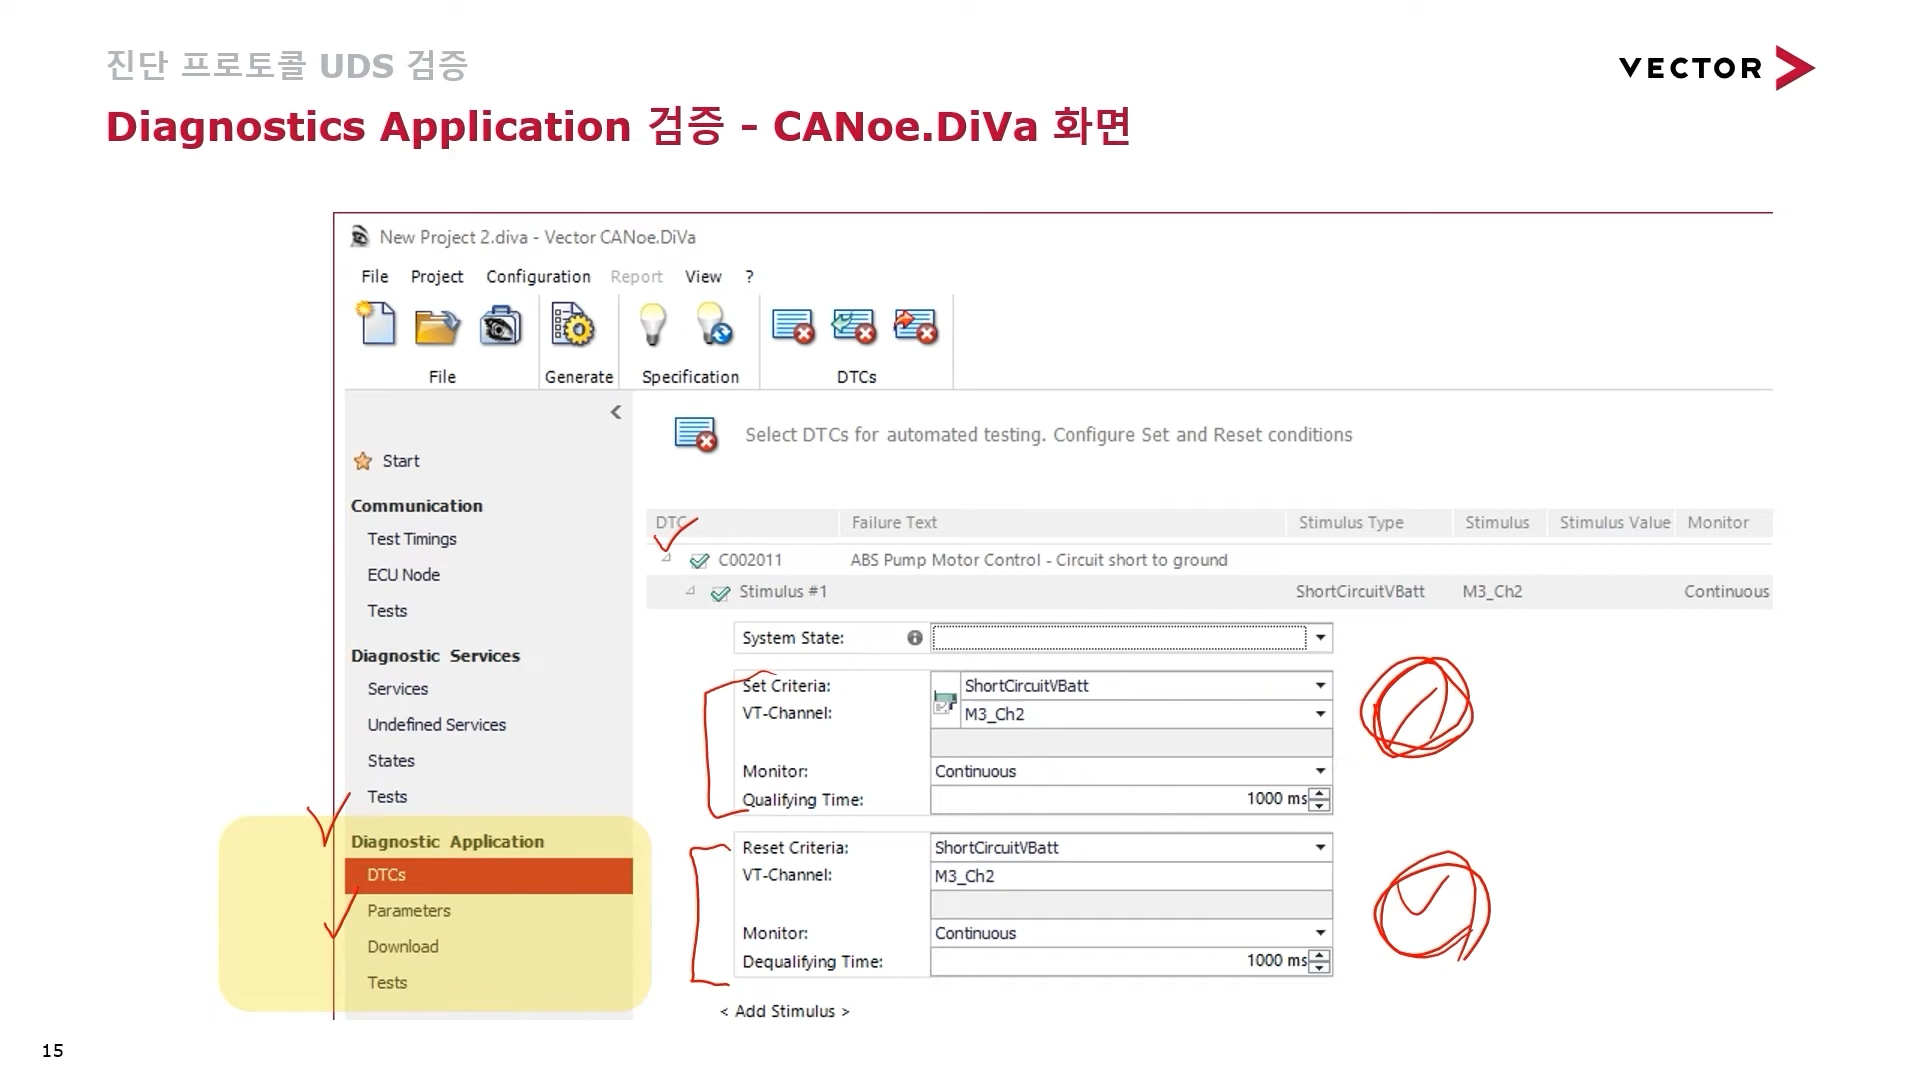 진단 프로토콜 UDS 검증
VECTOR
Diagnostics Application 검증 - CANoe.DiVa 화면
New Project 2.diva - Vector CANoe.DiVa
File Project Configuration Report View ?
File Generate Specification DTCs
Select DTCs for automated testing. Configure Set and Reset conditions
Start
Communication
Test Timings
ECU Node
Tests
Diagnostic Services
Services
Undefined Services
States
Tests
Diagnostic Application
DTCs
Parameters
Download
Tests
DTC Failure Text Stimulus Type Stimulus Stimulus Value Monitor
C002011 ABS Pump Motor Control - Circuit short to ground
Stimulus #1 ShortCircuitVBatt M3_Ch2 Continuous
System State:
Set Criteria: ShortCircuitVBatt
VT-Channel: M3_Ch2
Monitor: Continuous
Qualifying Time: 1000 ms
Reset Criteria: ShortCircuitVBatt
VT-Channel: M3_Ch2
Monitor: Continuous
Dequalifying Time: 1000 ms
< Add Stimulus >
15